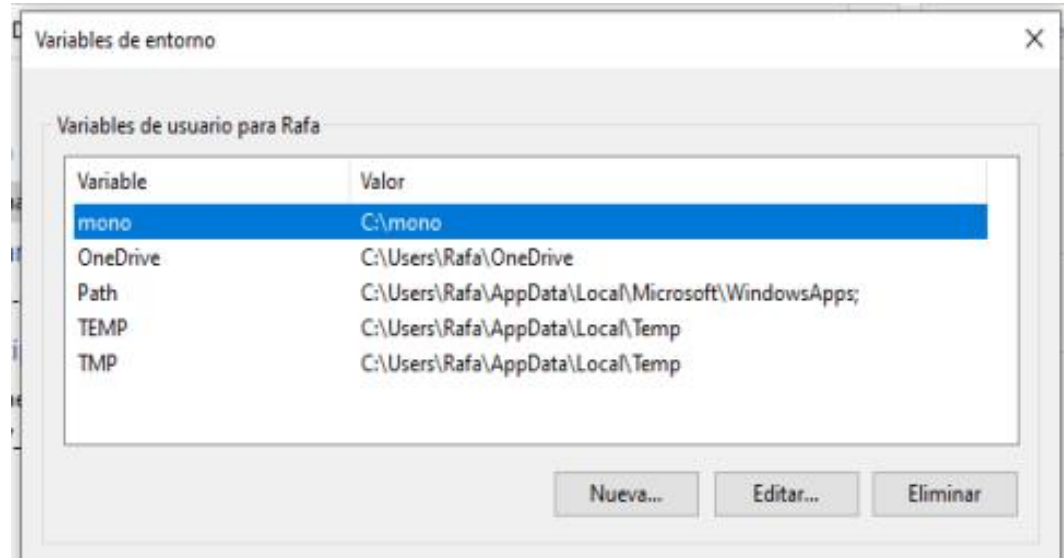 Variables de entorno
Variables de usuario para Rafa
Variable Valor
mono C:\mono
OneDrive C:\Users\Rafa\OneDrive
Path C:\Users\Rafa\AppData\Local\Microsoft\WindowsApps;
TEMP C:\Users\Rafa\AppData\Local\Temp
TMP C:\Users\Rafa\AppData\Local\Temp
Nueva... Editar... Eliminar